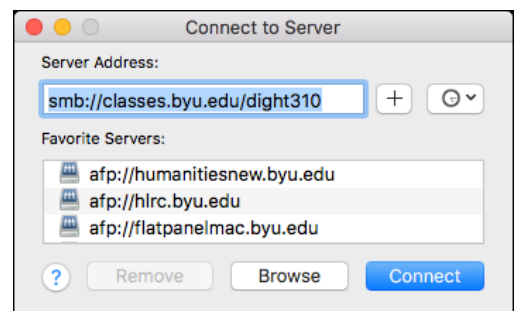 Connect to Server
Server Address:
smb://classes.byu.edu/dight310
+
Favorite Servers:
afp://humanitiesnew.byu.edu
afp://hlrc.byu.edu
afp://flatpanelmac.byu.edu
? Remove Browse Connect